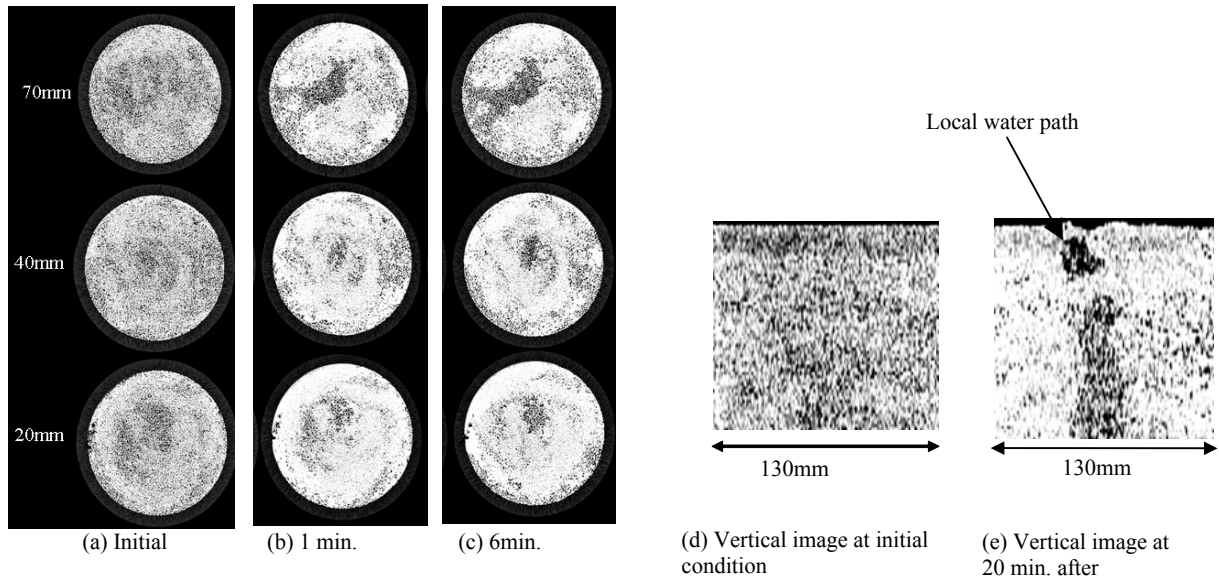 70mm
40mm
20mm
(a) Initial
(b) 1 min.
(c) 6min.
Local water path
130mm
130mm
(d) Vertical image at initial
condition
(e) Vertical image at
20 min. after